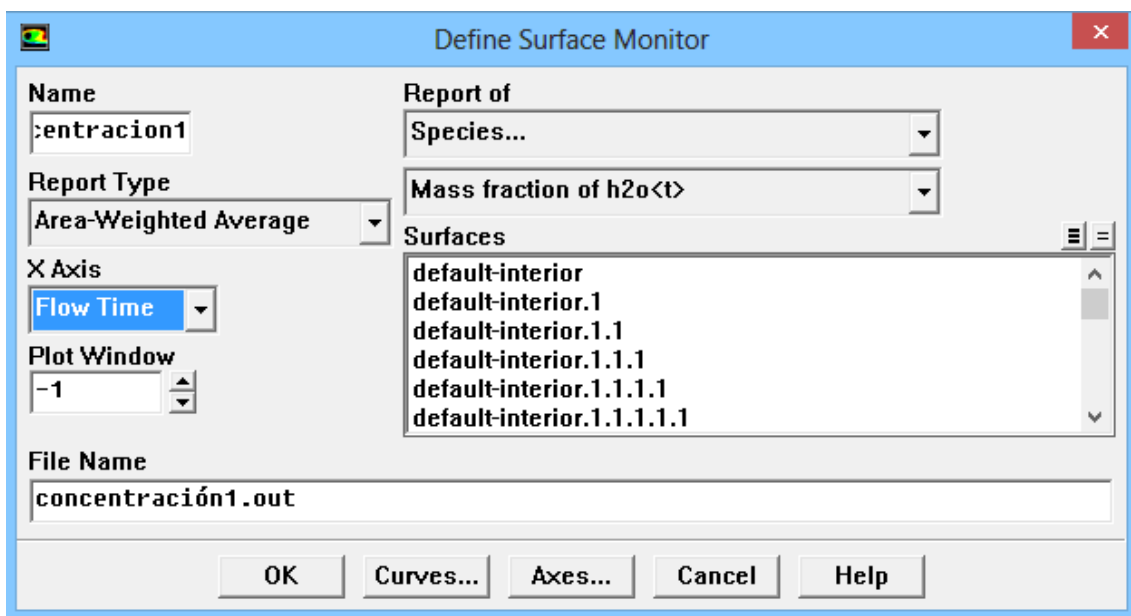 Define Surface Monitor
Name
centracion1
Report Type
Area-Weighted Average
X Axis
Flow Time
Plot Window
-1
Report of
Species...
Mass fraction of h2o<t>
Surfaces
default-interior
default-interior.1
default-interior.1.1
default-interior.1.1.1
default-interior.1.1.1.1
default-interior.1.1.1.1.1
File Name
concentración1.out
OK
Curves...
Axes...
Cancel
Help